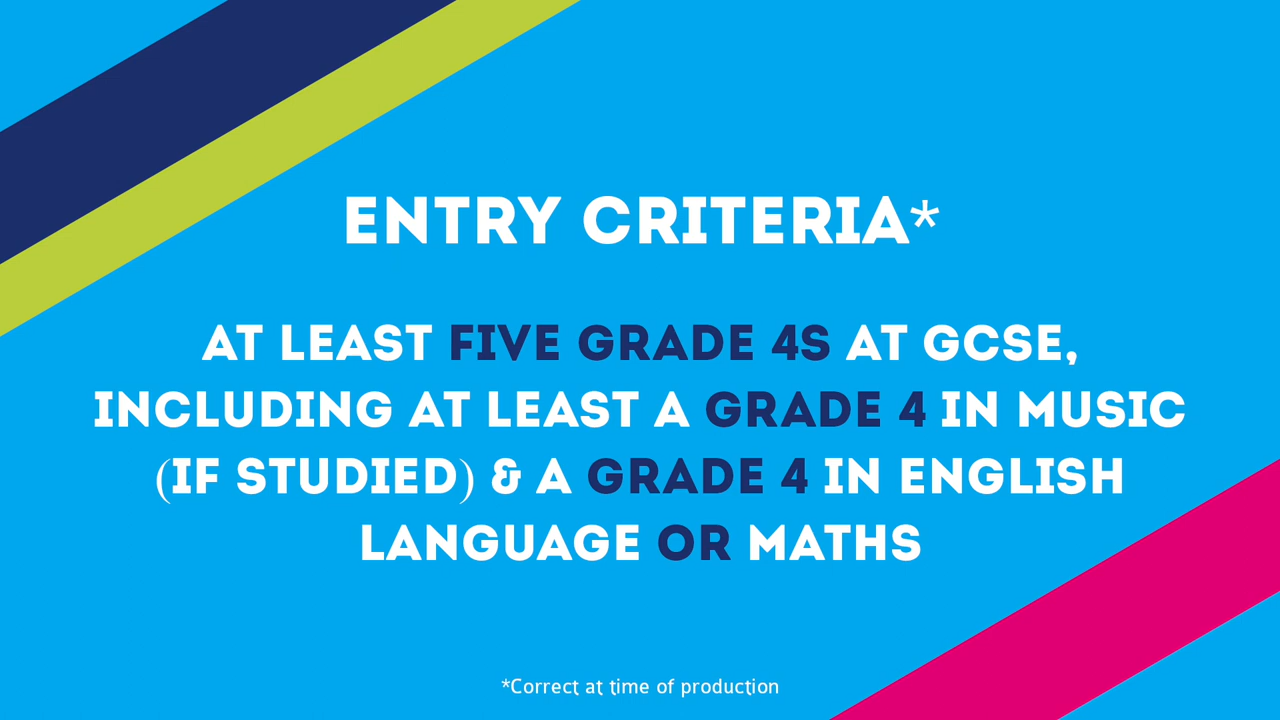 ENTRY CRITERIA*
AT LEAST FIVE GRADE 4S AT GCSE,
INCLUDING AT LEAST A GRADE 4 IN MUSIC
(IF STUDIED) & A GRADE 4 IN ENGLISH
LANGUAGE OR MATHS
*Correct at time of production